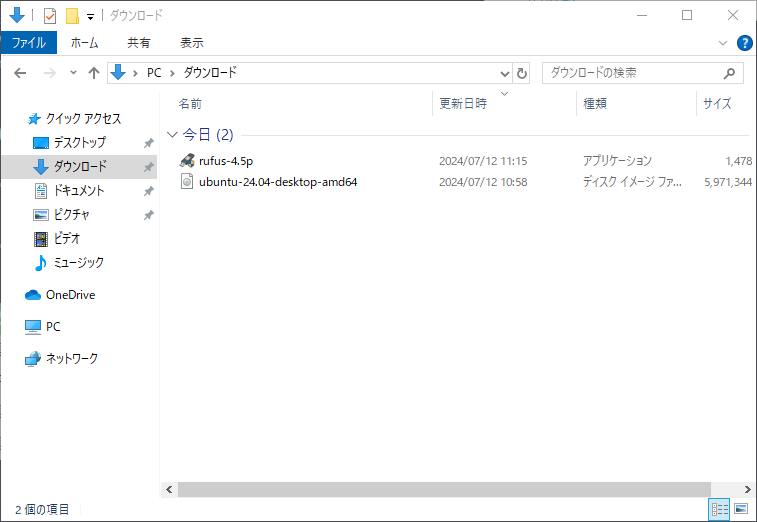 ダウンロード
ファイル ホーム 共有 表示
PC ダウンロード ダウンロードの検索
名前 更新日時 種類 サイズ
クイック アクセス
デスクトップ
ダウンロード
ドキュメント
ピクチャ
ビデオ
ミュージック
OneDrive
PC
ネットワーク
今日 (2)
rufus-4.5p 2024/07/12 11:15 アプリケーション 1,478
ubuntu-24.04-desktop-amd64 2024/07/12 10:58 ディスク イメージ ファ... 5,971,344
2 個の項目